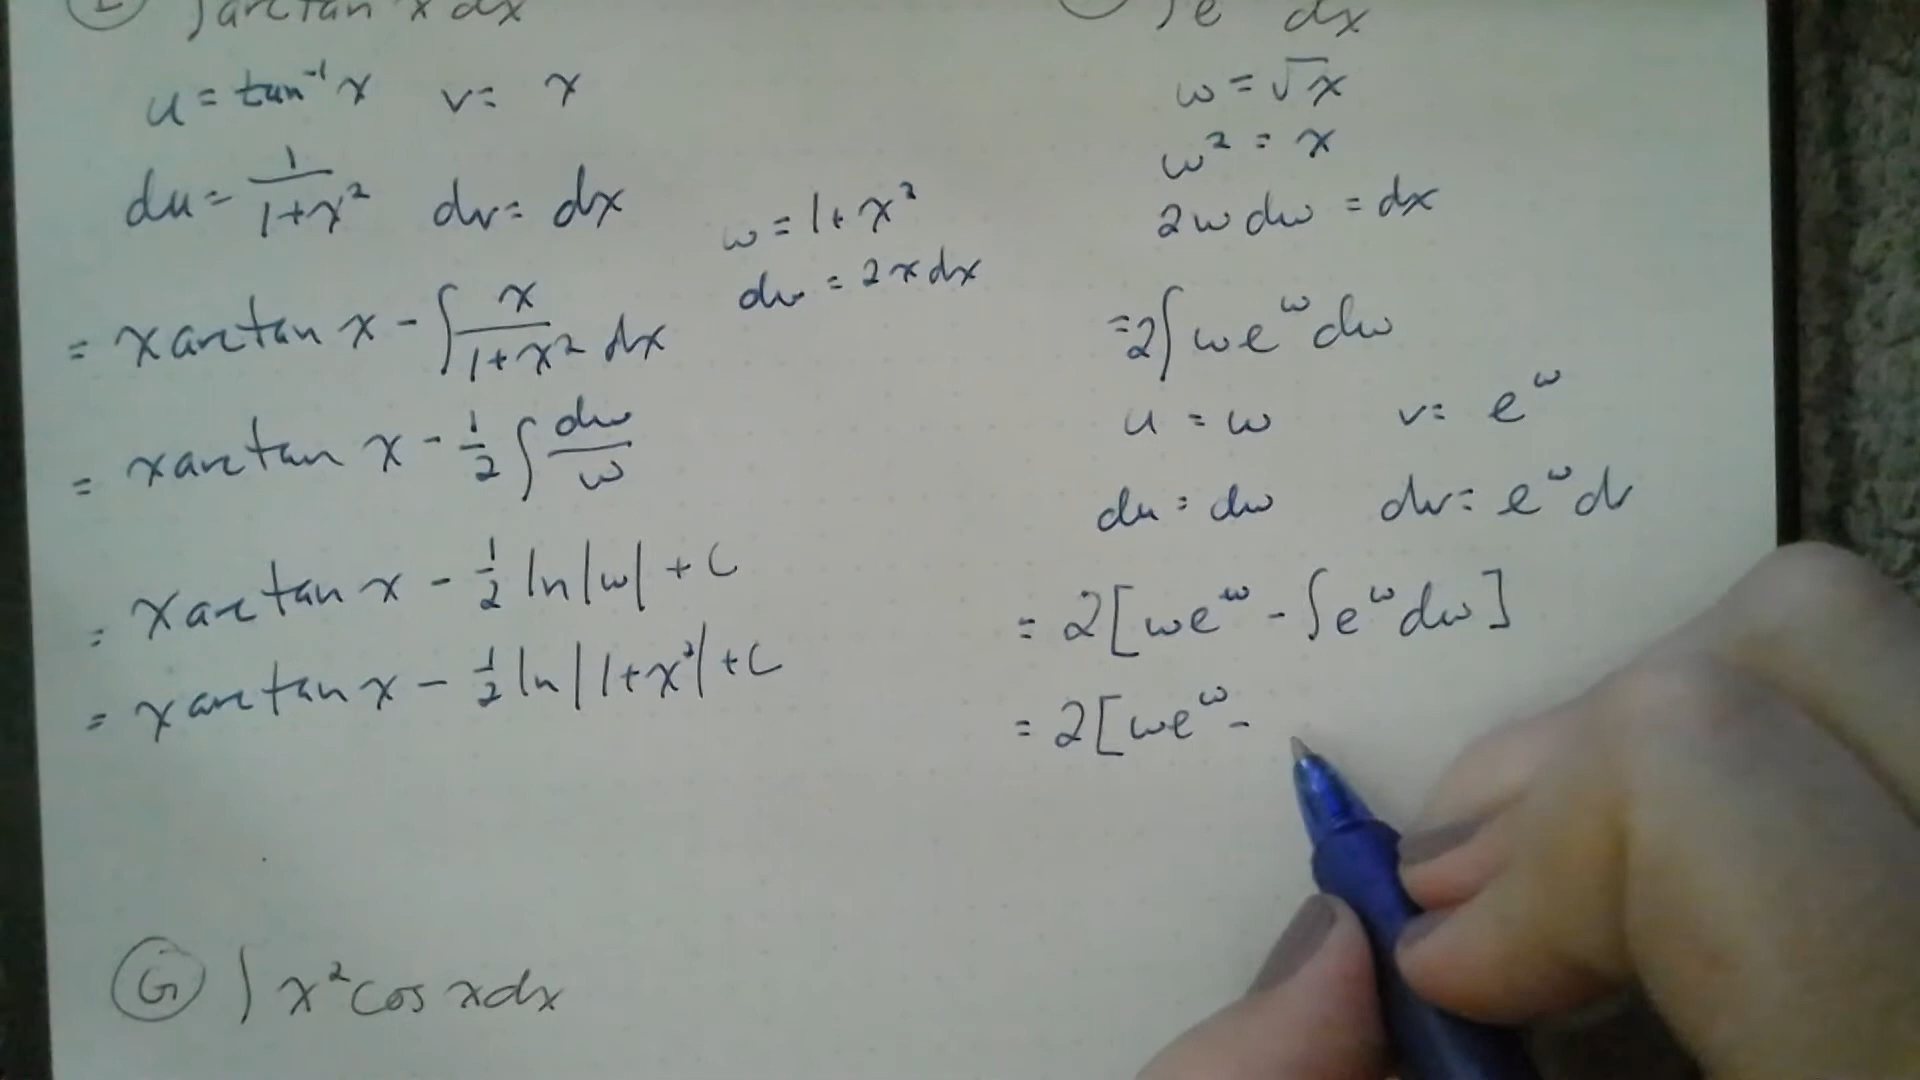 ∫ arctan x dx
u = tan⁻¹ x   v = x
du = 1/(1+x²)   dv = dx
w = 1+x²
dw = 2x dx
= x arctan x - ∫ x/(1+x²) dx
= x arctan x - 1/2 ∫ dw/w
= x arctan x - 1/2 ln|w| + C
= x arctan x - 1/2 ln|1+x²| + C
∫ e dx
w = √x
w² = x
2w dw = dx
= 2∫ w e^w dw
u = w   v = e^w
du = dw   dv = e^w dv
= 2[we^w - ∫e^w dw]
= 2[we^w -
G ∫ x² cos x dx